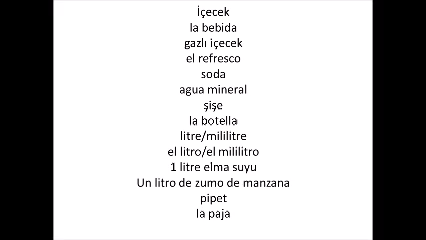 İçecek
la bebida
gazlı içecek
el refresco
soda
agua mineral
şişe
la botella
litre/mililitre
el litro/el mililitro
1 litre elma suyu
Un litro de zumo de manzana
pipet
la paja